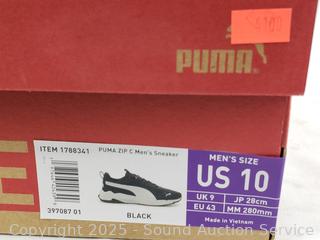 4100
PUMA
ITEM 1788341
PUMA ZIP C Men's Sneaker
397087 01
BLACK
MEN'S SIZE
US 10
UK 9
JP 28cm
EU 43
MM 280mm
Made in Vietnam
Copyright 2025 - Sound Auction Service